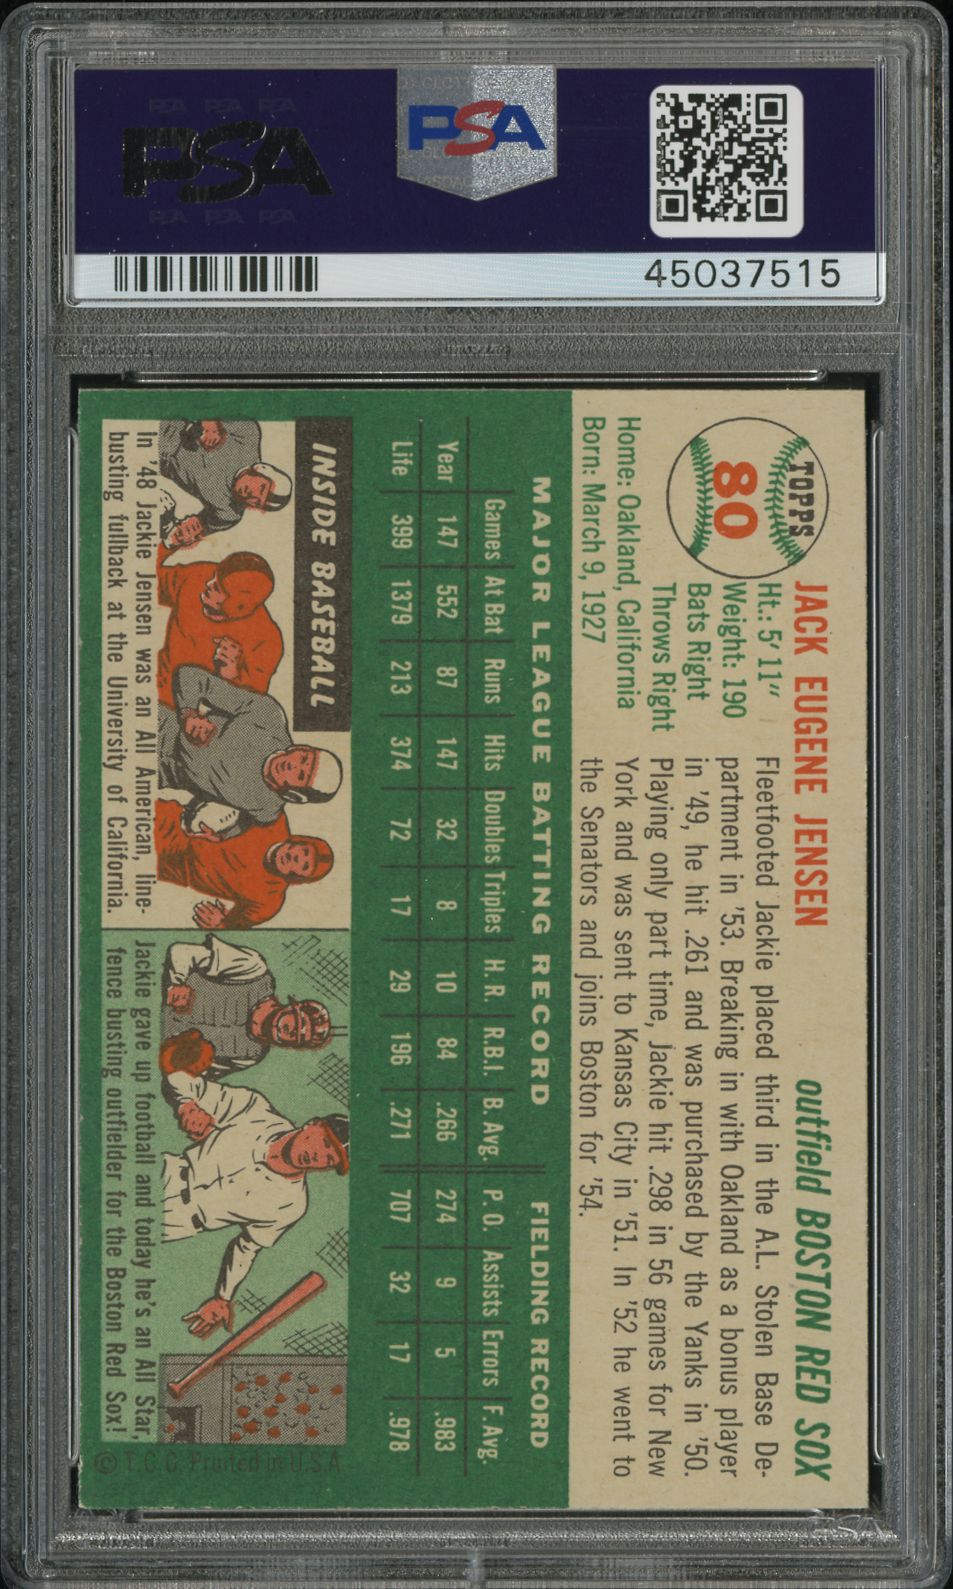 PSA PSA PSA
PSA
PSA PSA PSA
PSA
45037515
TOPPS
80
JACK EUGENE JENSEN
outfield BOSTON RED SOX
Ht.: 5'11"
Weight: 190
Bats Right
Throws Right
Home: Oakland, California
Born: March 9, 1927
Fleetfooted Jackie placed third in the A.L. Stolen Base De-
partment in '53. Breaking in with Oakland as a bonus player
in '49, he hit .261 and was purchased by the Yanks in '50.
Playing only part time, Jackie hit .298 in 56 games for New
York and was sent to Kansas City in '51. In '52 he went to
the Senators and joins Boston for '54.
MAJOR LEAGUE BATTING RECORD FIELDING RECORD
Games At Bat Runs Hits Doubles Triples H. R. R.B.I. B. Avg. P. O. Assists Errors F. Avg.
Year 147 552 87 147 32 8 10 84 .266 274 9 5 .983
Life 399 1379 213 374 72 17 29 196 .271 707 32 17 .978
INSIDE BASEBALL
In '48 Jackie Jensen was an All American, line-
busting fullback at the University of California.
Jackie gave up football and today he's an All Star,
fence busting outfielder for the Boston Red Sox!
© T.C.G. Printed in U.S.A
PSA